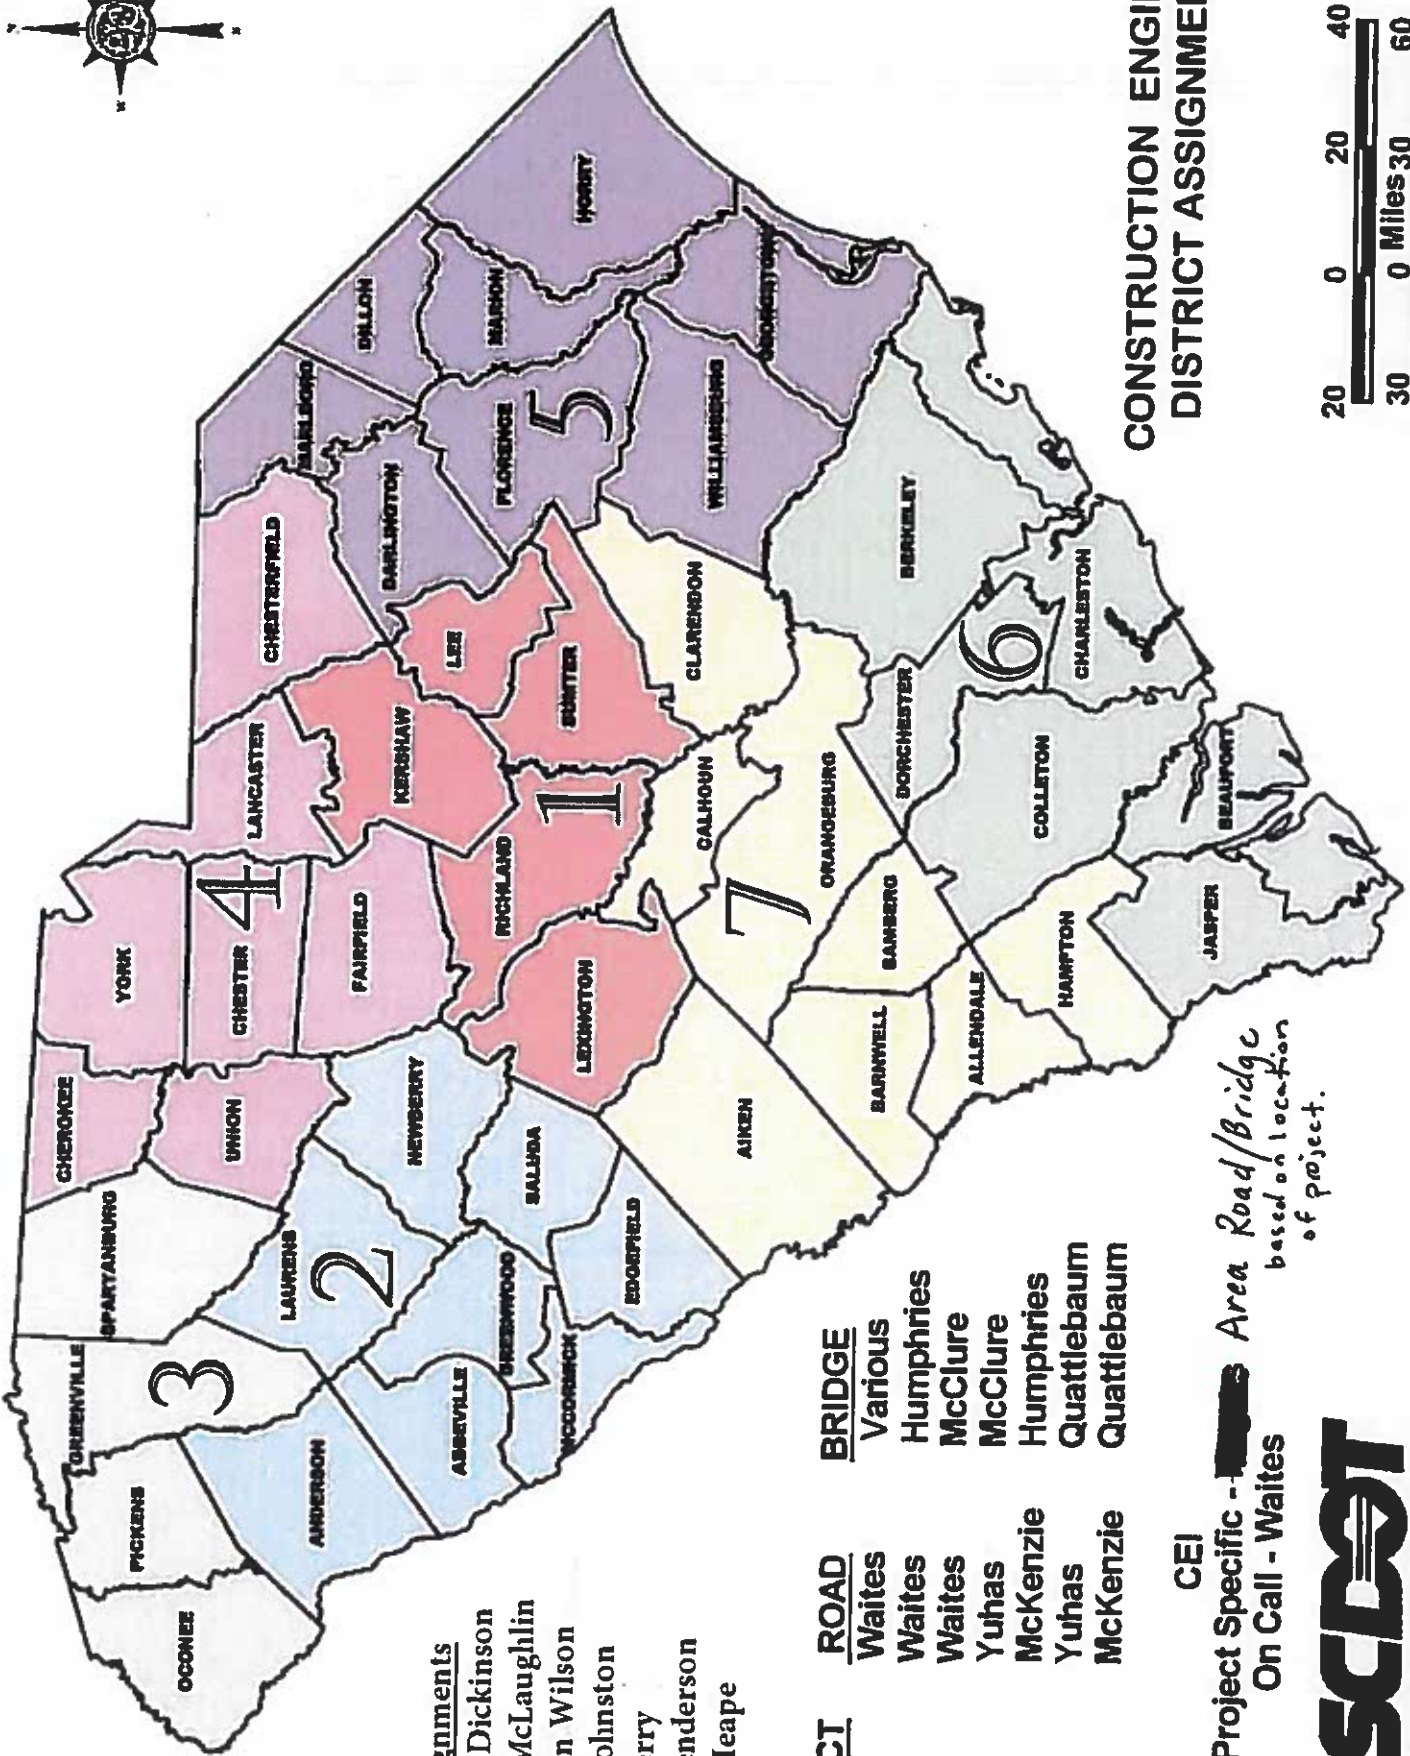 CONSTRUCTION ENGI
DISTRICT ASSIGNME
20 0 20 40
30 0 Miles 30 60
OCONEE
PICKENS
GREENVILLE
SPARTANBURG
CHEROKEE
YORK
UNION
CHESTER
LANCASTER
CHESTERFIELD
MARLBORO
DILLON
ANDERSON
LAURENS
NEWBERRY
FAIRFIELD
KERSHAW
LEE
DARLINGTON
FLORENCE
MARION
HORRY
ABBEVILLE
GREENWOOD
SALUDA
LEXINGTON
RICHLAND
SUMTER
MCCORMICK
EDGEFIELD
AIKEN
CALHOUN
CLARENDON
WILLIAMSBURG
GEORGETOWN
ORANGEBURG
BARNWELL
BAMBERG
DORCHESTER
BERKELEY
ALLENDALE
HAMPTON
COLLETON
CHARLESTON
JASPER
BEAUFORT
3
2
4
1
5
7
6
gnments
Dickinson
McLaughlin
n Wilson
ohnston
rry
enderson
Heape
CT ROAD BRIDGE
Waites Various
Waites Humphries
Waites McClure
Yuhas McClure
McKenzie Humphries
Yuhas Quattlebaum
McKenzie Quattlebaum
CEI
Project Specific - Area Road/Bridge
based on location
of project.
On Call - Waites
SCDOT
W